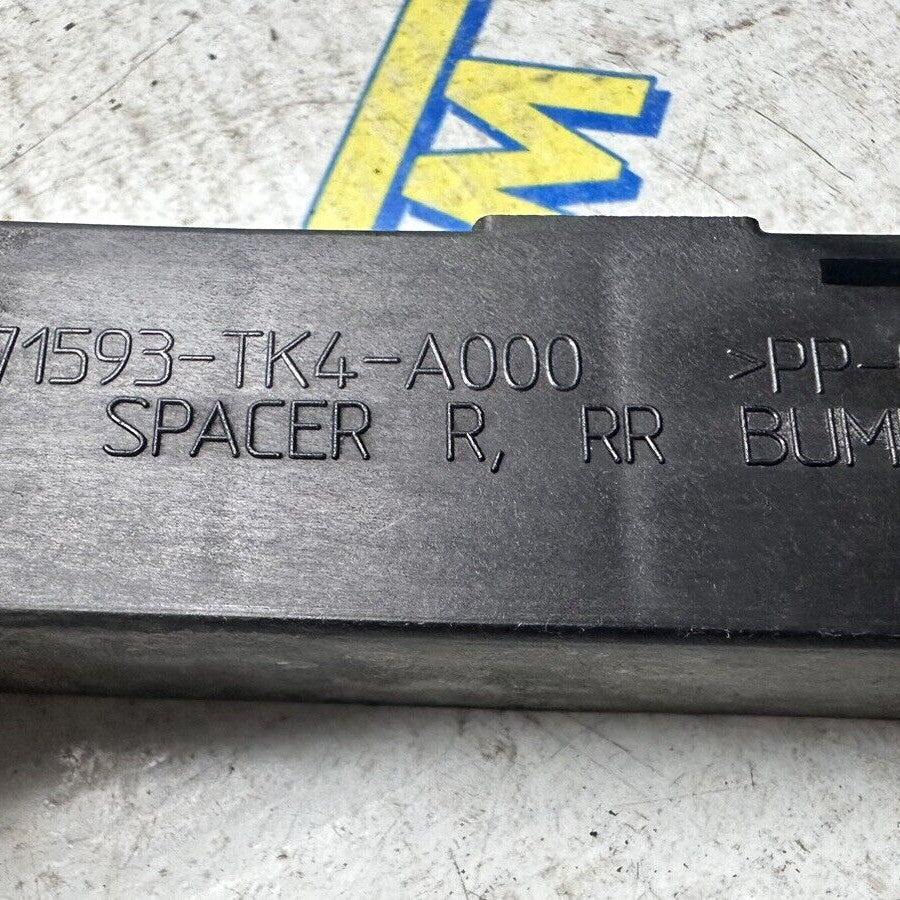 71593-TK4-A000 >PP-
SPACER R, RR BUM